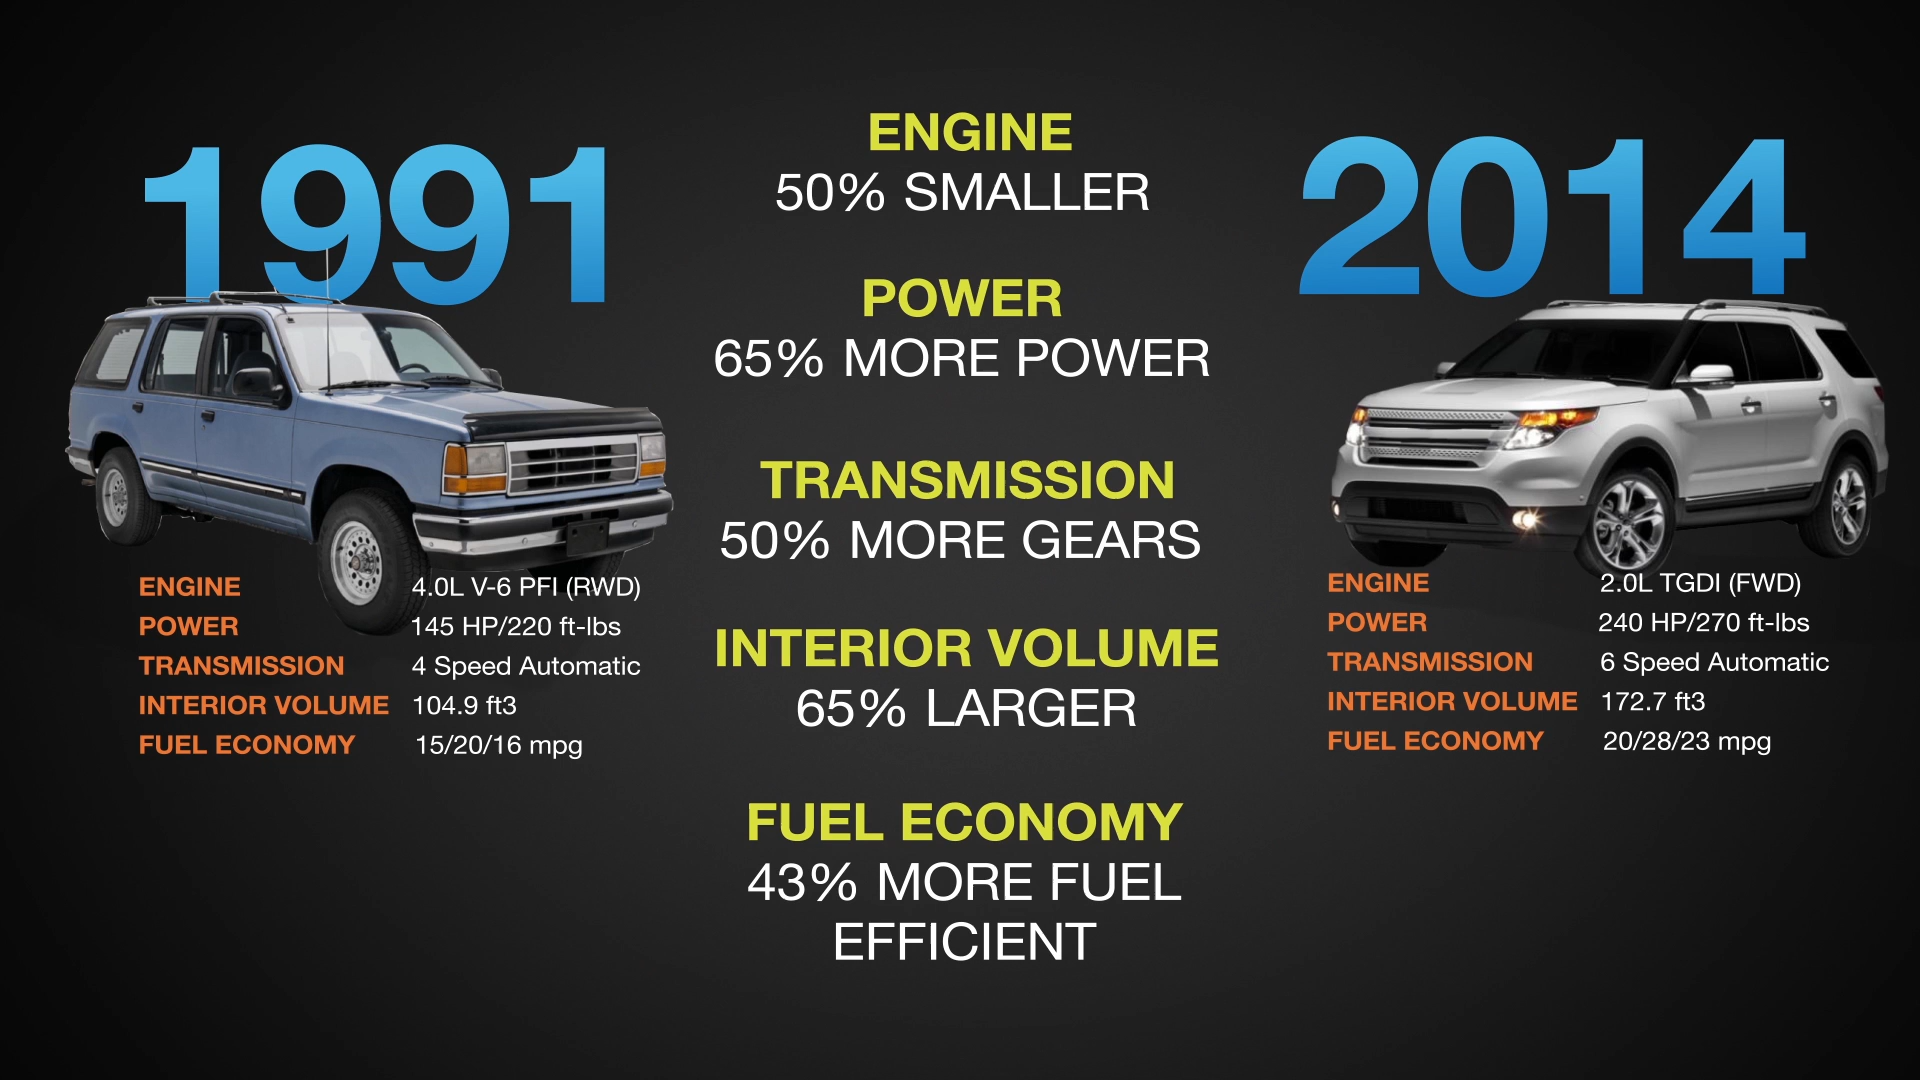 1991
ENGINE 4.0L V-6 PFI (RWD)
POWER 145 HP/220 ft-lbs
TRANSMISSION 4 Speed Automatic
INTERIOR VOLUME 104.9 ft3
FUEL ECONOMY 15/20/16 mpg
ENGINE
50% SMALLER
POWER
65% MORE POWER
TRANSMISSION
50% MORE GEARS
INTERIOR VOLUME
65% LARGER
FUEL ECONOMY
43% MORE FUEL
EFFICIENT
2014
ENGINE 2.0L TGDI (FWD)
POWER 240 HP/270 ft-lbs
TRANSMISSION 6 Speed Automatic
INTERIOR VOLUME 172.7 ft3
FUEL ECONOMY 20/28/23 mpg